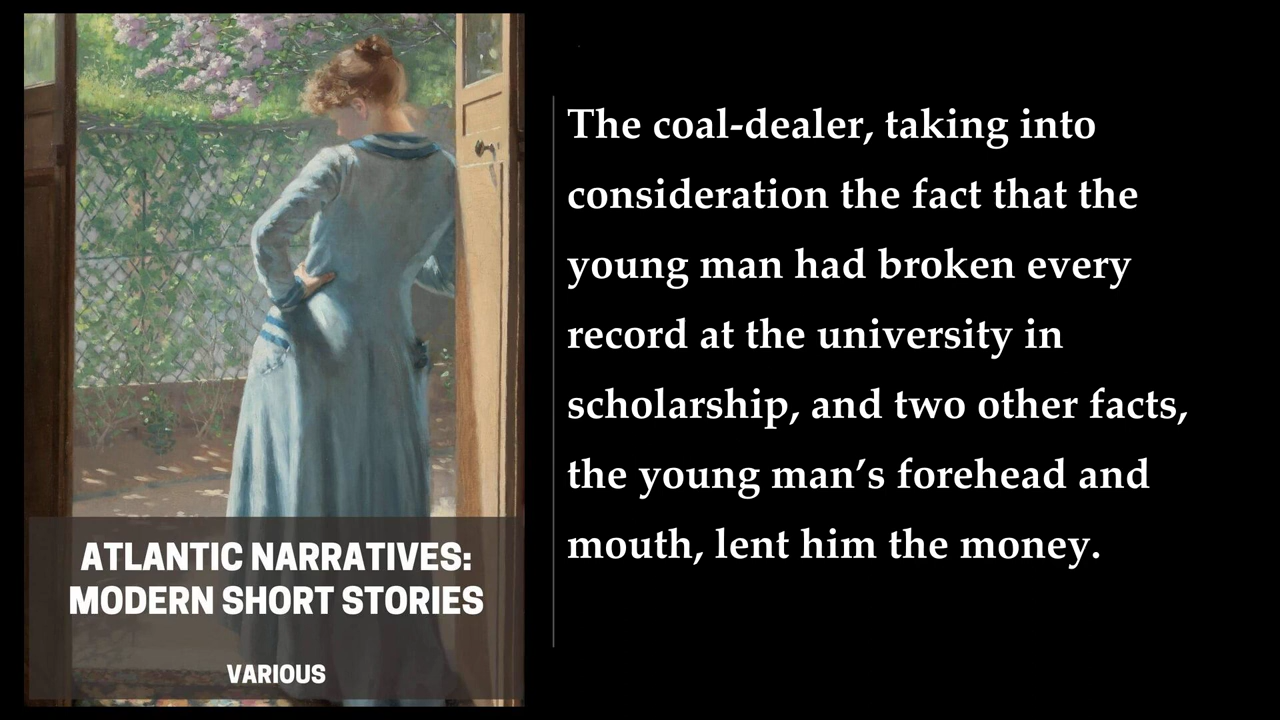 ATLANTIC NARRATIVES:
MODERN SHORT STORIES
VARIOUS
The coal-dealer, taking into
consideration the fact that the
young man had broken every
record at the university in
scholarship, and two other facts,
the young man’s forehead and
mouth, lent him the money.